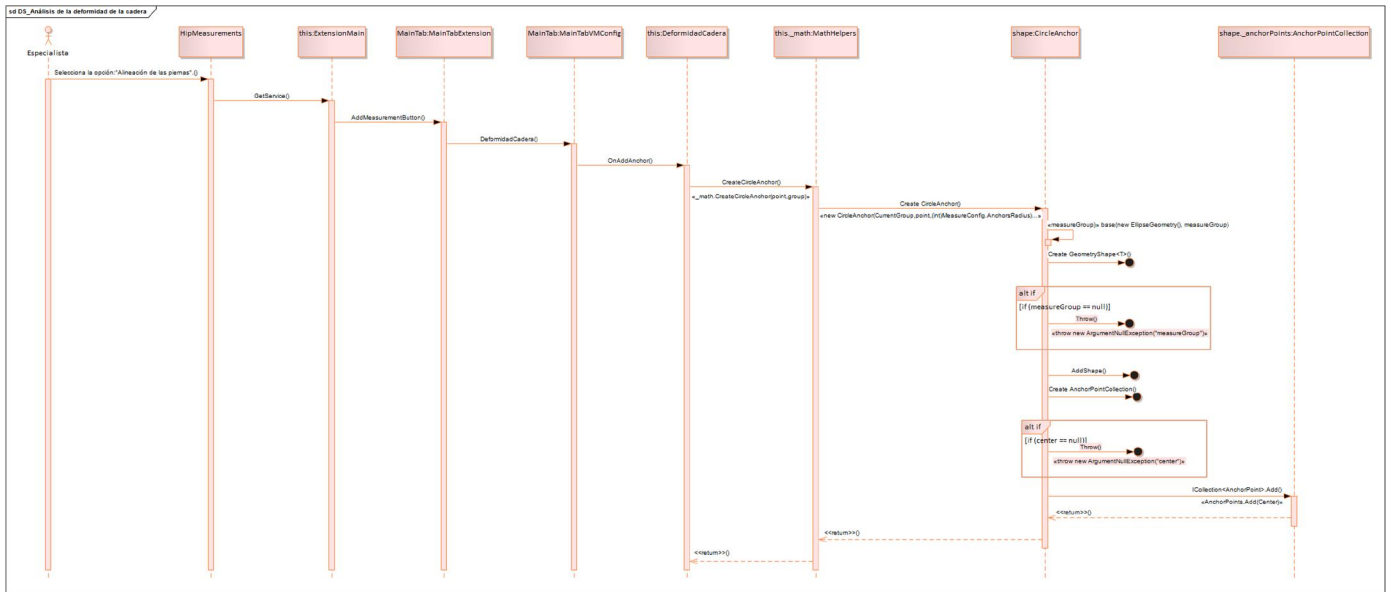 sd DS_Análisis de la deformidad de la cadera
Especialista
HipMeasurements
this:ExtensionMain
MainTab:MainTabExtension
MainTab:MainTabVMConfig
this:DeformidadCadera
this._math:MathHelpers
shape:CircleAnchor
shape._anchorPoints:AnchorPointCollection
Selecciona la opción:"Alineación de las piernas".()
GetService()
AddMeasurementButton()
DeformidadCadera()
OnAddAnchor()
CreateCircleAnchor()
«_math.CreateCircleAnchor(point,group)»
Create CircleAnchor()
«new CircleAnchor(CurrentGroup,point,(int)MeasureConfig.AnchorsRadius)...»
«measureGroup)» base(new EllipseGeometry(), measureGroup)
Create GeometryShape<T>()
alt if
[if (measureGroup == null)]
Throw()
«throw new ArgumentNullException("measureGroup")»
AddShape()
Create AnchorPointCollection()
alt if
[if (center == null)]
Throw()
«throw new ArgumentNullException("center")»
ICollection<AnchorPoint>.Add()
«AnchorPoints.Add(Center)»
<<return>>()
<<return>>()
<<return>>()